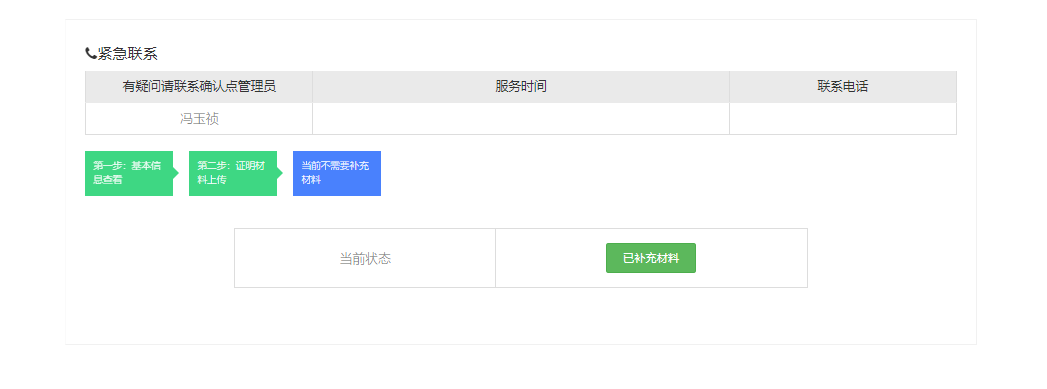 紧急联系
有疑问请联系确认点管理员 服务时间 联系电话
冯玉祯
第一步：基本信
息查看
第二步：证明材
料上传
当前不需要补充
材料
当前状态 已补充材料